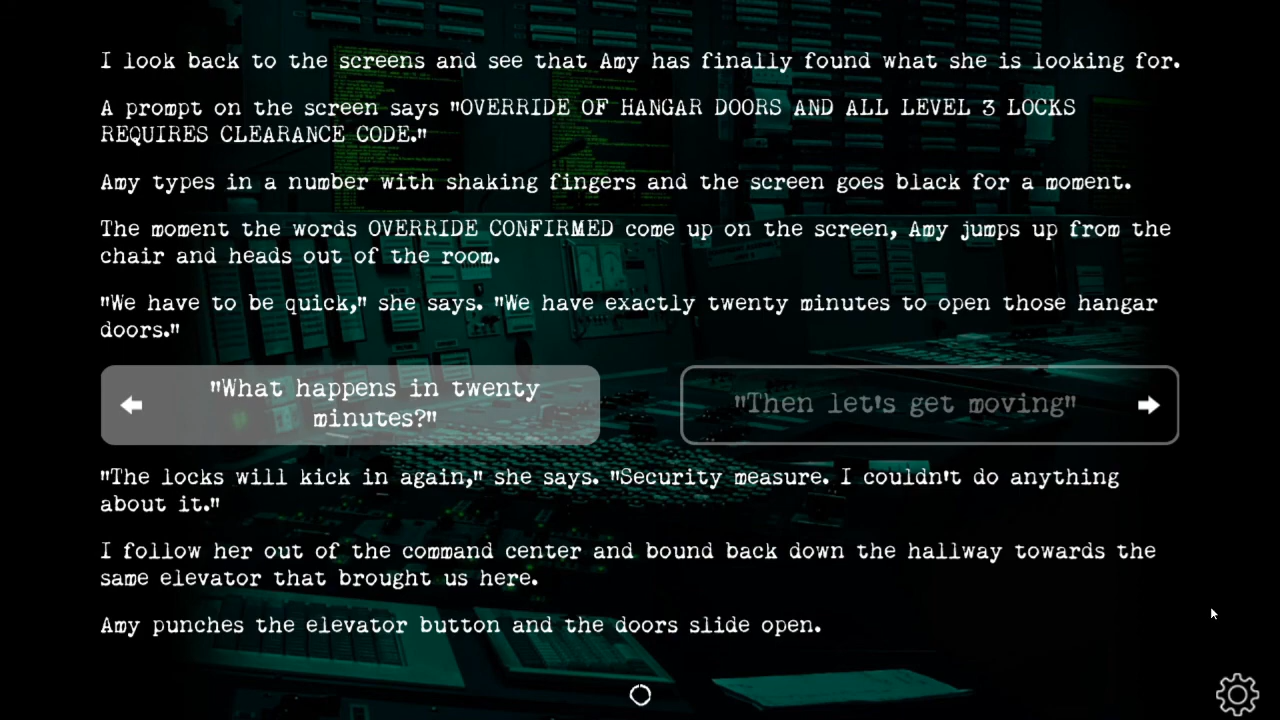 I look back to the screens and see that Amy has finally found what she is looking for.
A prompt on the screen says "OVERRIDE OF HANGAR DOORS AND ALL LEVEL 3 LOCKS
REQUIRES CLEARANCE CODE."
Amy types in a number with shaking fingers and the screen goes black for a moment.
The moment the words OVERRIDE CONFIRMED come up on the screen, Amy jumps up from the
chair and heads out of the room.
"We have to be quick," she says. "We have exactly twenty minutes to open those hangar
doors."
"What happens in twenty
minutes?"
"Then let's get moving"
"The locks will kick in again," she says. "Security measure. I couldn't do anything
about it."
I follow her out of the command center and bound back down the hallway towards the
same elevator that brought us here.
Amy punches the elevator button and the doors slide open.